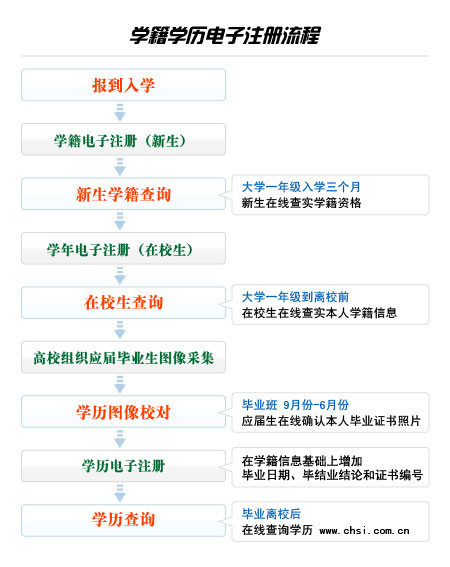 学籍学历电子注册流程
报到入学
学籍电子注册（新生）
新生学籍查询
大学一年级入学三个月
新生在线查实学籍资格
学年电子注册（在校生）
在校生查询
大学一年级到离校前
在校生在线查实本人学籍信息
高校组织应届毕业生图像采集
学历图像校对
毕业班 9月份-6月份
应届生在线确认本人毕业证书照片
学历电子注册
在学籍信息基础上增加
毕业日期、毕结业结论和证书编号
学历查询
毕业离校后
在线查询学历 www.chsi.com.cn